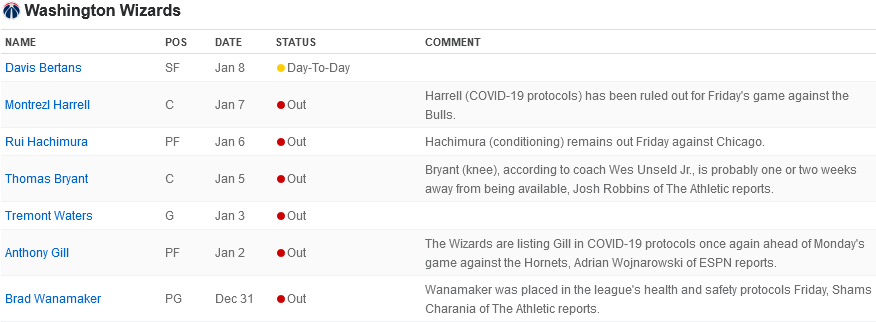 Washington Wizards
NAME POS DATE STATUS COMMENT
Davis Bertans SF Jan 8 Day-To-Day
Montrezl Harrell C Jan 7 Out Harrell (COVID-19 protocols) has been ruled out for Friday's game against the
Bulls.
Rui Hachimura PF Jan 6 Out Hachimura (conditioning) remains out Friday against Chicago.
Thomas Bryant C Jan 5 Out Bryant (knee), according to coach Wes Unseld Jr., is probably one or two weeks
away from being available, Josh Robbins of The Athletic reports.
Tremont Waters G Jan 3 Out
Anthony Gill PF Jan 2 Out The Wizards are listing Gill in COVID-19 protocols once again ahead of Monday's
game against the Hornets, Adrian Wojnarowski of ESPN reports.
Brad Wanamaker PG Dec 31 Out Wanamaker was placed in the league's health and safety protocols Friday, Shams
Charania of The Athletic reports.